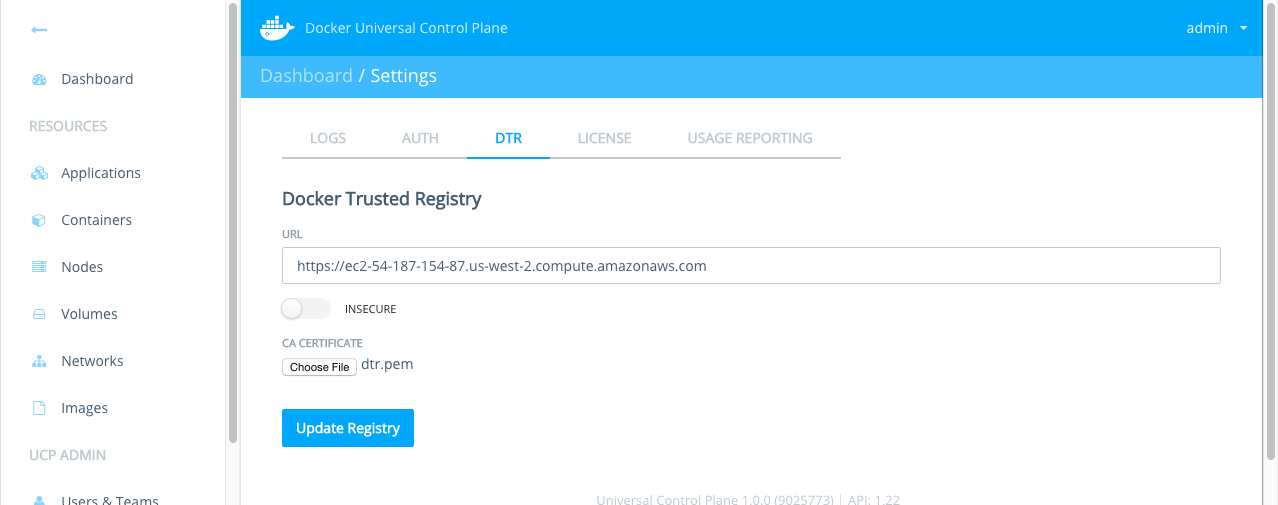 Docker Universal Control Plane
admin
Dashboard / Settings
Dashboard
RESOURCES
Applications
Containers
Nodes
Volumes
Networks
Images
UCP ADMIN
Users & Teams
LOGS
AUTH
DTR
LICENSE
USAGE REPORTING
Docker Trusted Registry
URL
https://ec2-54-187-154-87.us-west-2.compute.amazonaws.com
INSECURE
CA CERTIFICATE
Choose File dtr.pem
Update Registry
Universal Control Plane 1.0.0 (9025773) | API: 1.22